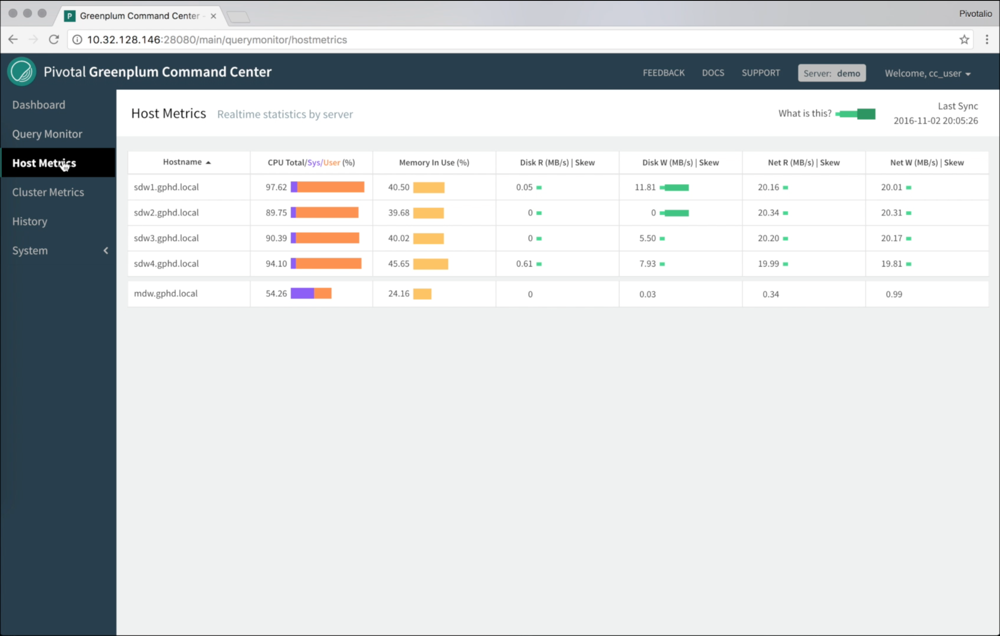 Greenplum Command Center -
Pivotalio
10.32.128.146:28080/main/querymonitor/hostmetrics
Pivotal Greenplum Command Center
FEEDBACK DOCS SUPPORT Server: demo Welcome, cc_user
Dashboard
Query Monitor
Host Metrics
Cluster Metrics
History
System
Host Metrics Realtime statistics by server
What is this?
Last Sync
2016-11-02 20:05:26
Hostname CPU Total/Sys/User (%) Memory In Use (%) Disk R (MB/s) | Skew Disk W (MB/s) | Skew Net R (MB/s) | Skew Net W (MB/s) | Skew
sdw1.gphd.local 97.62 40.50 0.05 11.81 20.16 20.01
sdw2.gphd.local 89.75 39.68 0 0 20.34 20.31
sdw3.gphd.local 90.39 40.02 0 5.50 20.20 20.17
sdw4.gphd.local 94.10 45.65 0.61 7.93 19.99 19.81
mdw.gphd.local 54.26 24.16 0 0.03 0.34 0.99